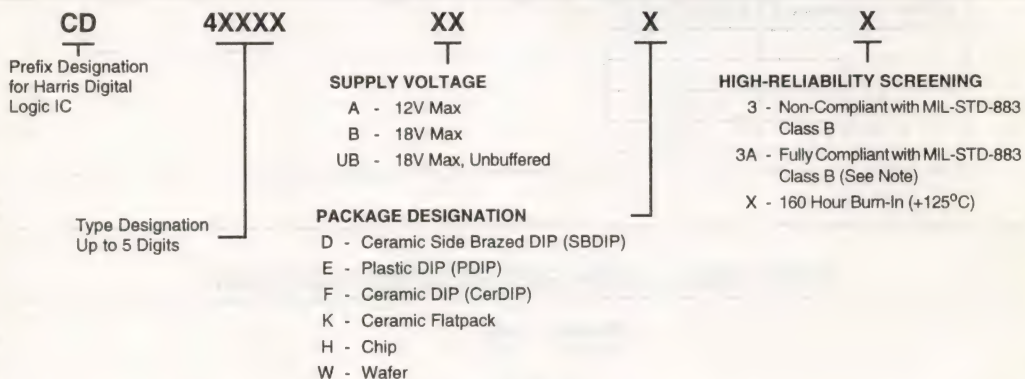 CD 4XXXX XX X X
Prefix Designation
for Harris Digital
Logic IC
Type Designation
Up to 5 Digits
SUPPLY VOLTAGE
A - 12V Max
B - 18V Max
UB - 18V Max, Unbuffered
PACKAGE DESIGNATION
D - Ceramic Side Brazed DIP (SBDIP)
E - Plastic DIP (PDIP)
F - Ceramic DIP (CerDIP)
K - Ceramic Flatpack
H - Chip
W - Wafer
HIGH-RELIABILITY SCREENING
3 - Non-Compliant with MIL-STD-883
Class B
3A - Fully Compliant with MIL-STD-883
Class B (See Note)
X - 160 Hour Burn-In (+125°C)